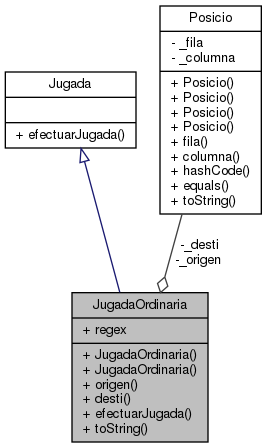 Posicio
- _fila
- _columna
+ Posicio()
+ Posicio()
+ Posicio()
+ Posicio()
+ fila()
+ columna()
+ hashCode()
+ equals()
+ toString()
Jugada
+ efectuarJugada()
-_desti
-_origen
JugadaOrdinaria
+ regex
+ JugadaOrdinaria()
+ JugadaOrdinaria()
+ origen()
+ desti()
+ efectuarJugada()
+ toString()